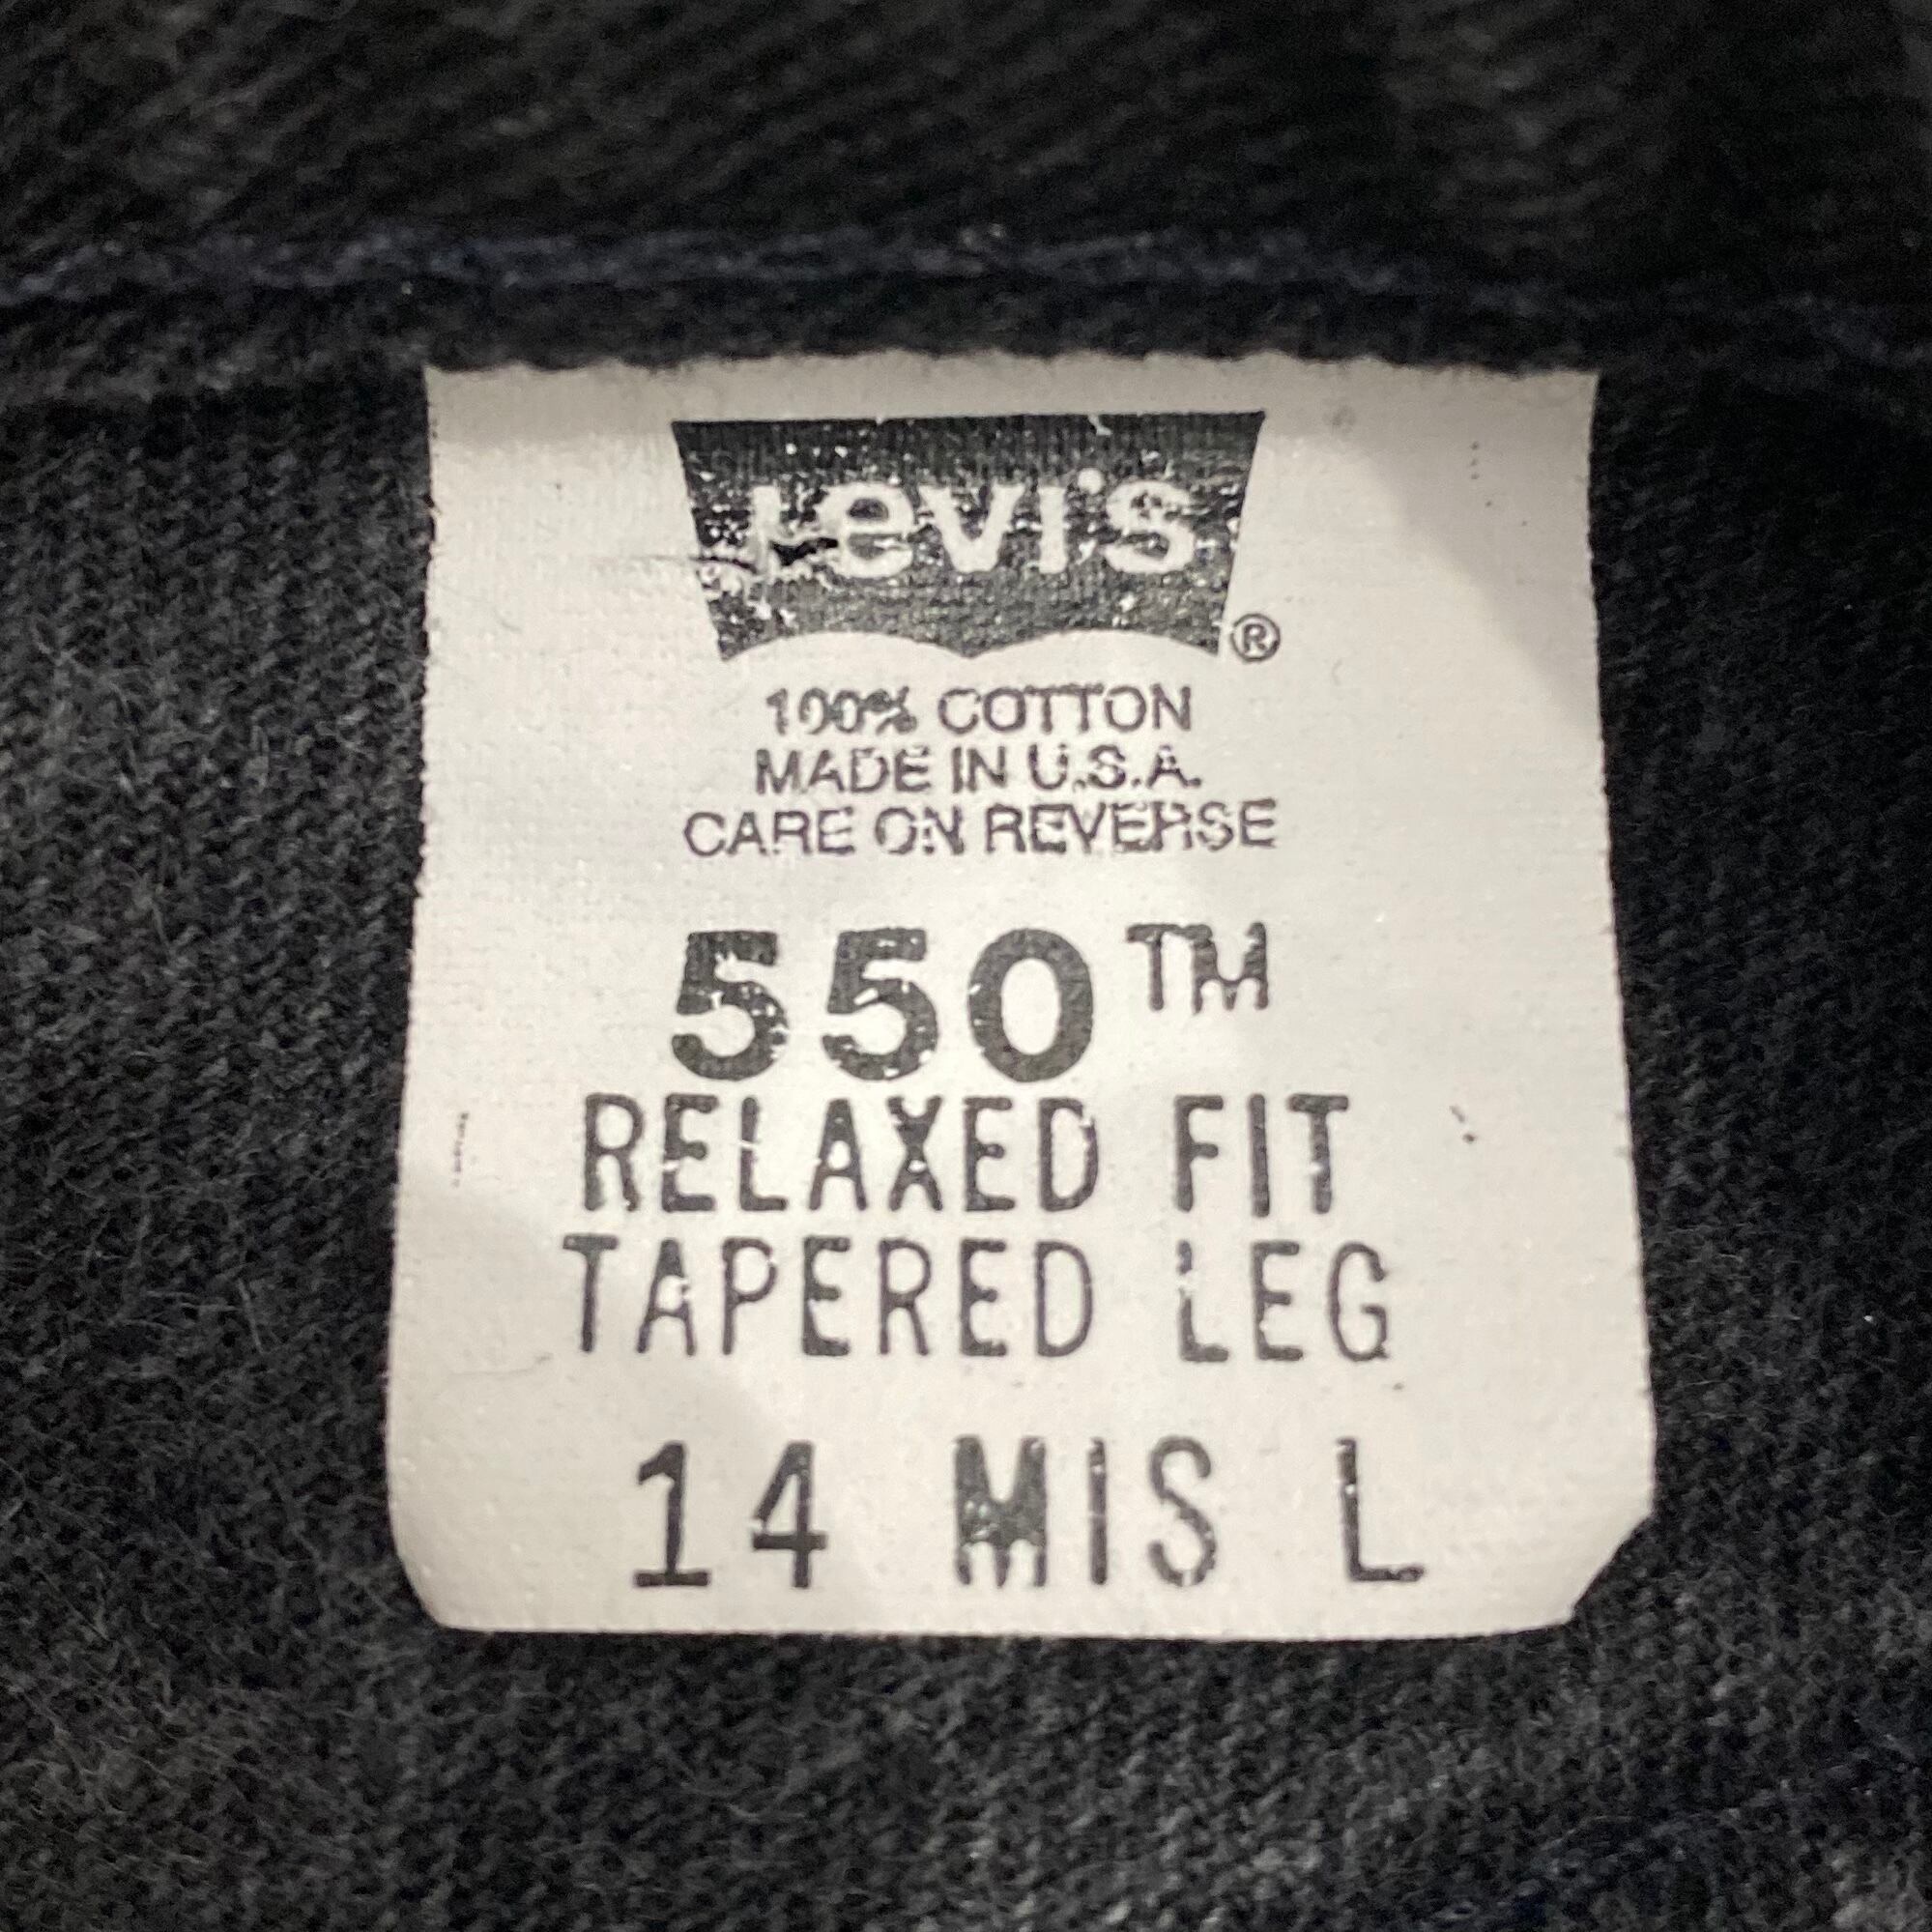 Levi's ®
100% COTTON
MADE IN U.S.A.
CARE ON REVERSE
550™
RELAXED FIT
TAPERED LEG
14 MIS L